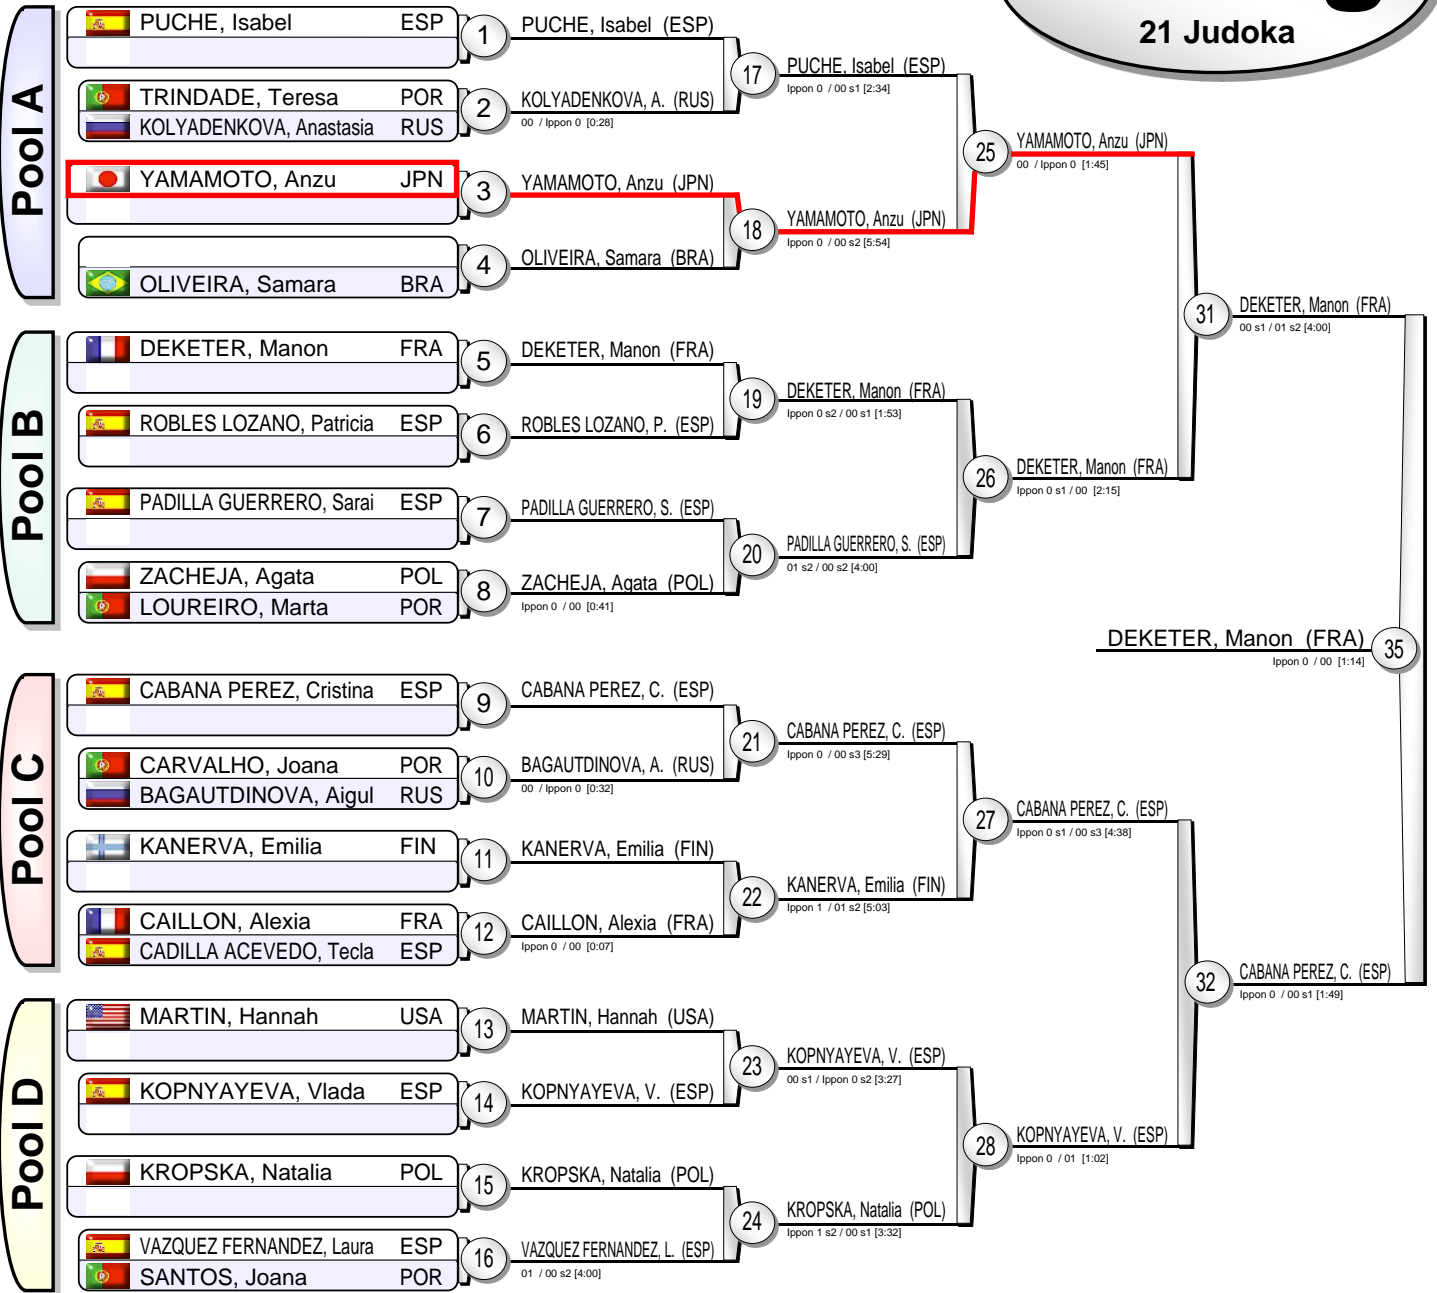 21 Judoka
Pool A
PUCHE, Isabel ESP
TRINDADE, Teresa POR
KOLYADENKOVA, Anastasia RUS
YAMAMOTO, Anzu JPN
OLIVEIRA, Samara BRA
1
2
3
4
PUCHE, Isabel (ESP)
KOLYADENKOVA, A. (RUS)
00 / Ippon 0 [0:28]
YAMAMOTO, Anzu (JPN)
OLIVEIRA, Samara (BRA)
17
PUCHE, Isabel (ESP)
Ippon 0 / 00 s1 [2:34]
18
YAMAMOTO, Anzu (JPN)
Ippon 0 / 00 s2 [5:54]
25
YAMAMOTO, Anzu (JPN)
00 / Ippon 0 [1:45]
Pool B
DEKETER, Manon FRA
ROBLES LOZANO, Patricia ESP
PADILLA GUERRERO, Sarai ESP
ZACHEJA, Agata POL
LOUREIRO, Marta POR
5
6
7
8
DEKETER, Manon (FRA)
ROBLES LOZANO, P. (ESP)
PADILLA GUERRERO, S. (ESP)
ZACHEJA, Agata (POL)
Ippon 0 / 00 [0:41]
19
DEKETER, Manon (FRA)
Ippon 0 s2 / 00 s1 [1:53]
20
PADILLA GUERRERO, S. (ESP)
01 s2 / 00 s2 [4:00]
26
DEKETER, Manon (FRA)
Ippon 0 s1 / 00 [2:15]
31
DEKETER, Manon (FRA)
00 s1 / 01 s2 [4:00]
DEKETER, Manon (FRA)
Ippon 0 / 00 [1:14]
35
Pool C
CABANA PEREZ, Cristina ESP
CARVALHO, Joana POR
BAGAUTDINOVA, Aigul RUS
KANERVA, Emilia FIN
CAILLON, Alexia FRA
CADILLA ACEVEDO, Tecla ESP
9
10
11
12
CABANA PEREZ, C. (ESP)
BAGAUTDINOVA, A. (RUS)
00 / Ippon 0 [0:32]
KANERVA, Emilia (FIN)
CAILLON, Alexia (FRA)
Ippon 0 / 00 [0:07]
21
CABANA PEREZ, C. (ESP)
Ippon 0 / 00 s3 [5:29]
22
KANERVA, Emilia (FIN)
Ippon 1 / 01 s2 [5:03]
27
CABANA PEREZ, C. (ESP)
Ippon 0 s1 / 00 s3 [4:38]
32
CABANA PEREZ, C. (ESP)
Ippon 0 / 00 s1 [1:49]
Pool D
MARTIN, Hannah USA
KOPNYAYEVA, Vlada ESP
KROPSKA, Natalia POL
VAZQUEZ FERNANDEZ, Laura ESP
SANTOS, Joana POR
13
14
15
16
MARTIN, Hannah (USA)
KOPNYAYEVA, V. (ESP)
KROPSKA, Natalia (POL)
VAZQUEZ FERNANDEZ, L. (ESP)
01 / 00 s2 [4:00]
23
KOPNYAYEVA, V. (ESP)
00 s1 / Ippon 0 s2 [3:27]
24
KROPSKA, Natalia (POL)
Ippon 1 s2 / 00 s1 [3:32]
28
KOPNYAYEVA, V. (ESP)
Ippon 0 / 01 [1:02]